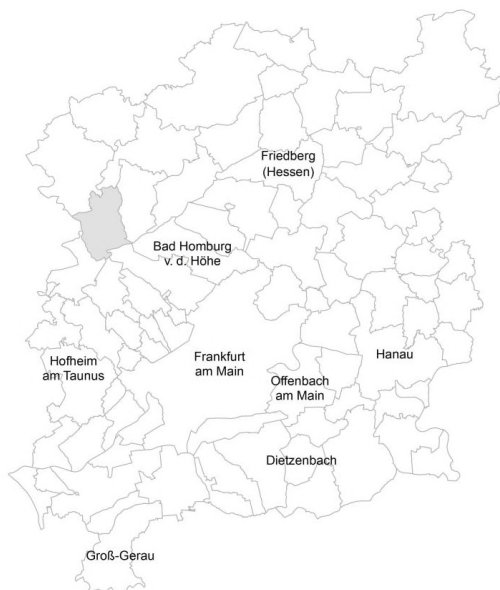 Friedberg
(Hessen)
Bad Homburg
v. d. Höhe
Hofheim
am Taunus
Frankfurt
am Main
Hanau
Offenbach
am Main
Dietzenbach
Groß-Gerau